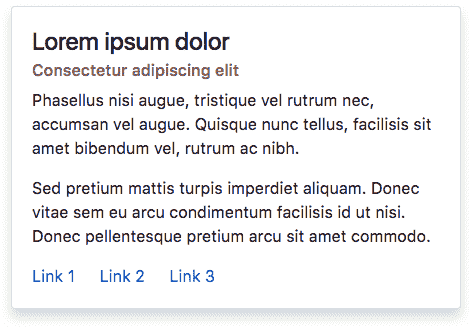 Lorem ipsum dolor
Consectetur adipiscing elit
Phasellus nisi augue, tristique vel rutrum nec,
accumsan vel augue. Quisque nunc tellus, facilisis sit
amet bibendum vel, rutrum ac nibh.
Sed pretium mattis turpis imperdiet aliquam. Donec
vitae sem eu arcu condimentum facilisis id ut nisi.
Donec pellentesque pretium arcu sit amet commodo.
Link 1 Link 2 Link 3